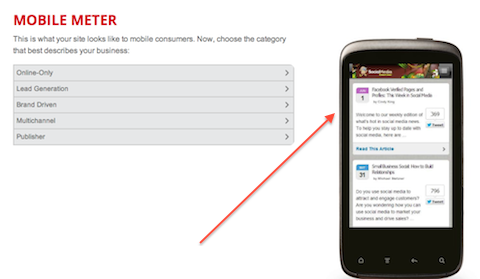 MOBILE METER
This is what your site looks like to mobile consumers. Now, choose the category
that best describes your business:
Online-Only
Lead Generation
Brand Driven
Multichannel
Publisher
SocialMedia
1
Facebook Verified Pages and
Profiles: This Week in Social Media
by Cindy King
Welcome to our weekly edition of
what's hot in social media news.
To help you stay up to date with
social media, here are ...
369
Tweet
Read This Article
31
Small Business Social: How to Build
Relationships
by
Do you use social media to
attract and engage customers?
Are you wondering how you can
use social media to market your
business and drive sales? ...
796
Tweet